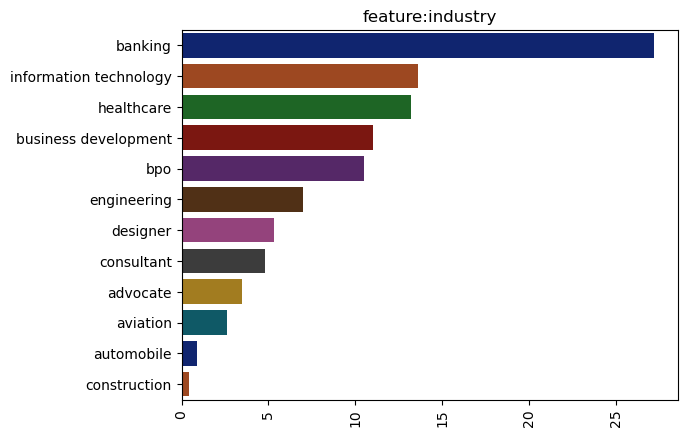 feature:industry
banking
information technology
healthcare
business development
bpo
engineering
designer
consultant
advocate
aviation
automobile
construction
0
5
10
15
20
25